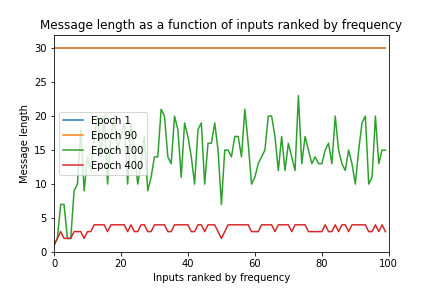 Message length as a function of inputs ranked by frequency
30
25
20
15
10
5
0
Message length
Epoch 1
Epoch 90
Epoch 100
Epoch 400
0 20 40 60 80 100
Inputs ranked by frequency